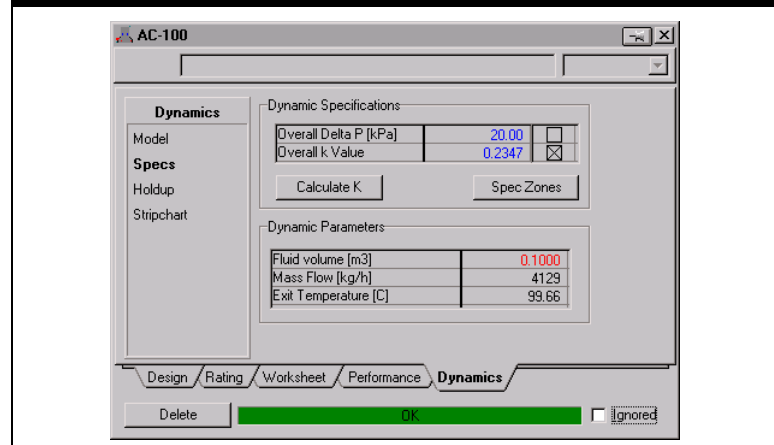 AC-100
Dynamics
Model
Specs
Holdup
Stripchart
Dynamic Specifications
Overall Delta P [kPa] 20.00
Overall k Value 0.2347
Calculate K Spec Zones
Dynamic Parameters
Fluid volume [m3] 0.1000
Mass Flow [kg/h] 4129
Exit Temperature [C] 99.66
Design Rating Worksheet Performance Dynamics
Delete OK Ignored